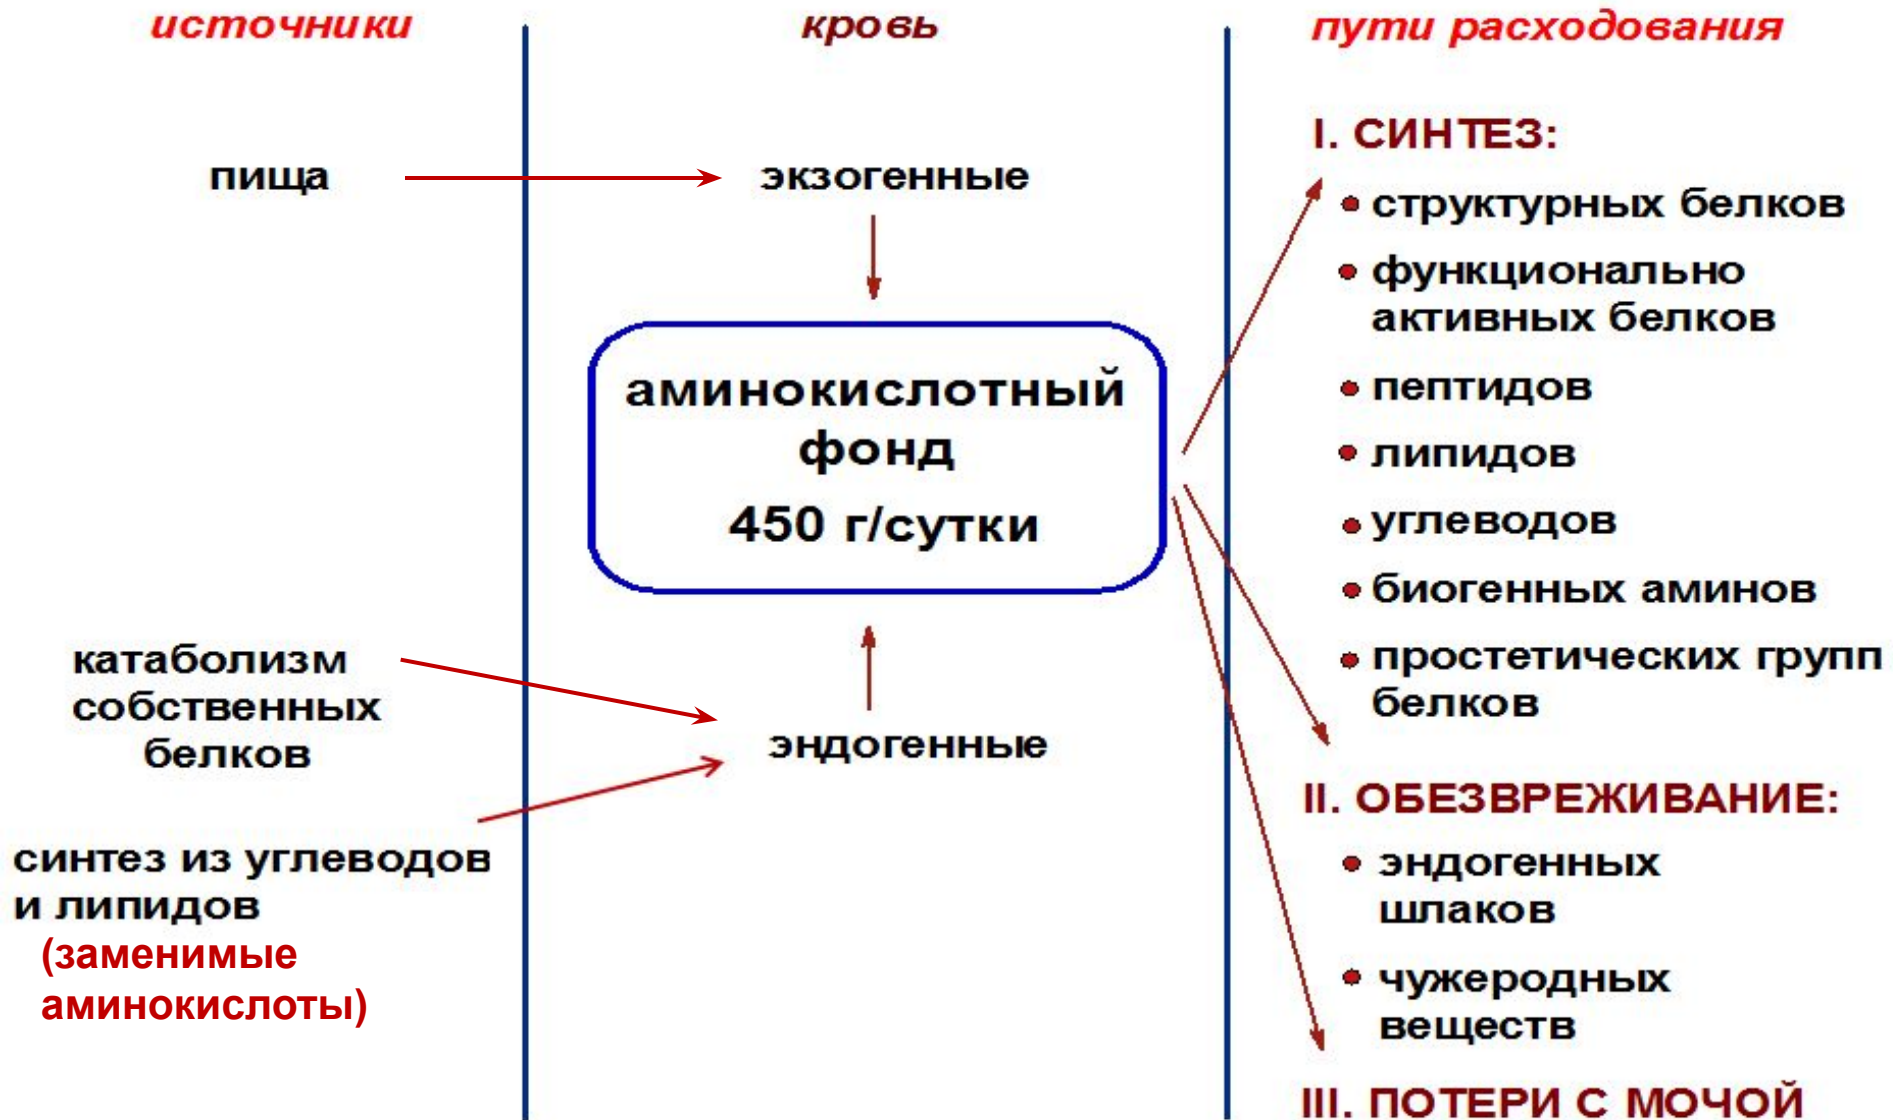 источники
пища
катаболизм
собственных
белков
синтез из углеводов
и липидов
(заменимые
аминокислоты)
кровь
экзогенные
аминокислотный
фонд
450 г/сутки
эндогенные
пути расходования
I. СИНТЕЗ:
• структурных белков
• функционально
активных белков
• пептидов
• липидов
• углеводов
• биогенных аминов
• простетических групп
белков
II. ОБЕЗВРЕЖИВАНИЕ:
• эндогенных
шлаков
• чужеродных
веществ
III. ПОТЕРИ С МОЧОЙ